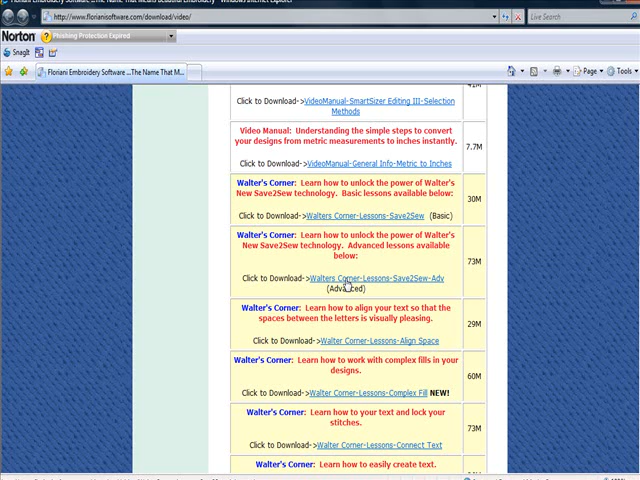 http://www.florianisoftware.com/download/video/
Live Search
Norton
Phishing Protection Expired
SnagIt
Floriani Embroidery Software ...The Name That M...
Page
Tools
41M
Click to Download->VideoManual-SmartSizer Editing III-Selection
Methods
Video Manual: Understanding the simple steps to convert
your designs from metric measurements to inches instantly.
7.7M
Click to Download->VideoManual-General Info-Metric to Inches
Walter's Corner: Learn how to unlock the power of Walter's
New Save2Sew technology. Basic lessons available below:
30M
Click to Download->Walters Corner-Lessons-Save2Sew (Basic)
Walter's Corner: Learn how to unlock the power of Walter's
New Save2Sew technology. Advanced lessons available
below:
73M
Click to Download->Walters Corner-Lessons-Save2Sew-Adv
(Advanced)
Walter's Corner: Learn how to align your text so that the
spaces between the letters is visually pleasing.
29M
Click to Download->Walter Corner-Lessons-Align Space
Walter's Corner: Learn how to work with complex fills in your
designs.
60M
Click to Download->Walter Corner-Lessons-Complex Fill NEW!
Walter's Corner: Learn how to your text and lock your
stitches.
73M
Click to Download->Walter Corner-Lessons-Connect Text
Walter's Corner: Learn how to easily create text.